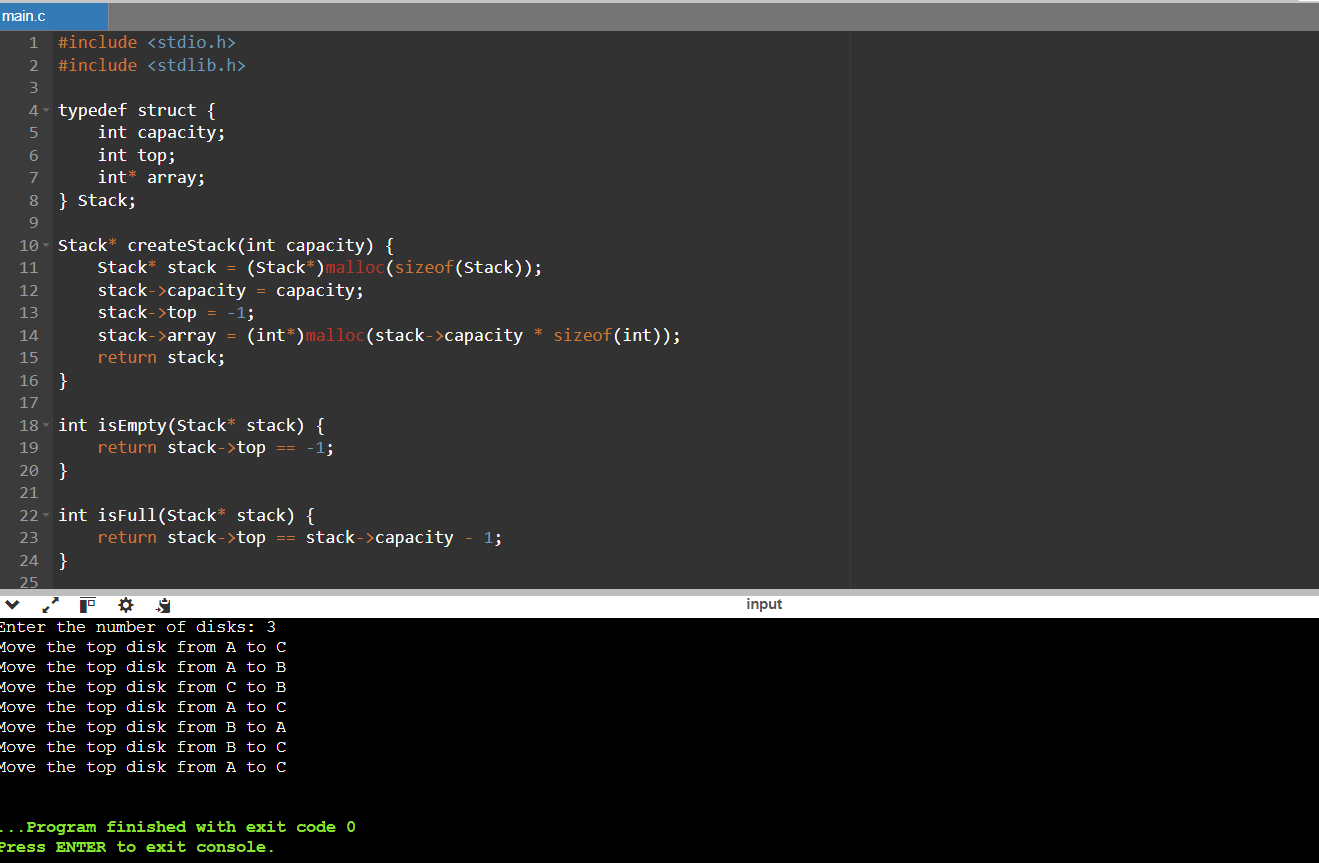 main.c
1 #include <stdio.h>
2 #include <stdlib.h>
3
4 typedef struct {
5     int capacity;
6     int top;
7     int* array;
8 } Stack;
9
10 Stack* createStack(int capacity) {
11     Stack* stack = (Stack*)malloc(sizeof(Stack));
12     stack->capacity = capacity;
13     stack->top = -1;
14     stack->array = (int*)malloc(stack->capacity * sizeof(int));
15     return stack;
16 }
17
18 int isEmpty(Stack* stack) {
19     return stack->top == -1;
20 }
21
22 int isFull(Stack* stack) {
23     return stack->top == stack->capacity - 1;
24 }
25
input
Enter the number of disks: 3
Move the top disk from A to C
Move the top disk from A to B
Move the top disk from C to B
Move the top disk from A to C
Move the top disk from B to A
Move the top disk from B to C
Move the top disk from A to C
...Program finished with exit code 0
Press ENTER to exit console.